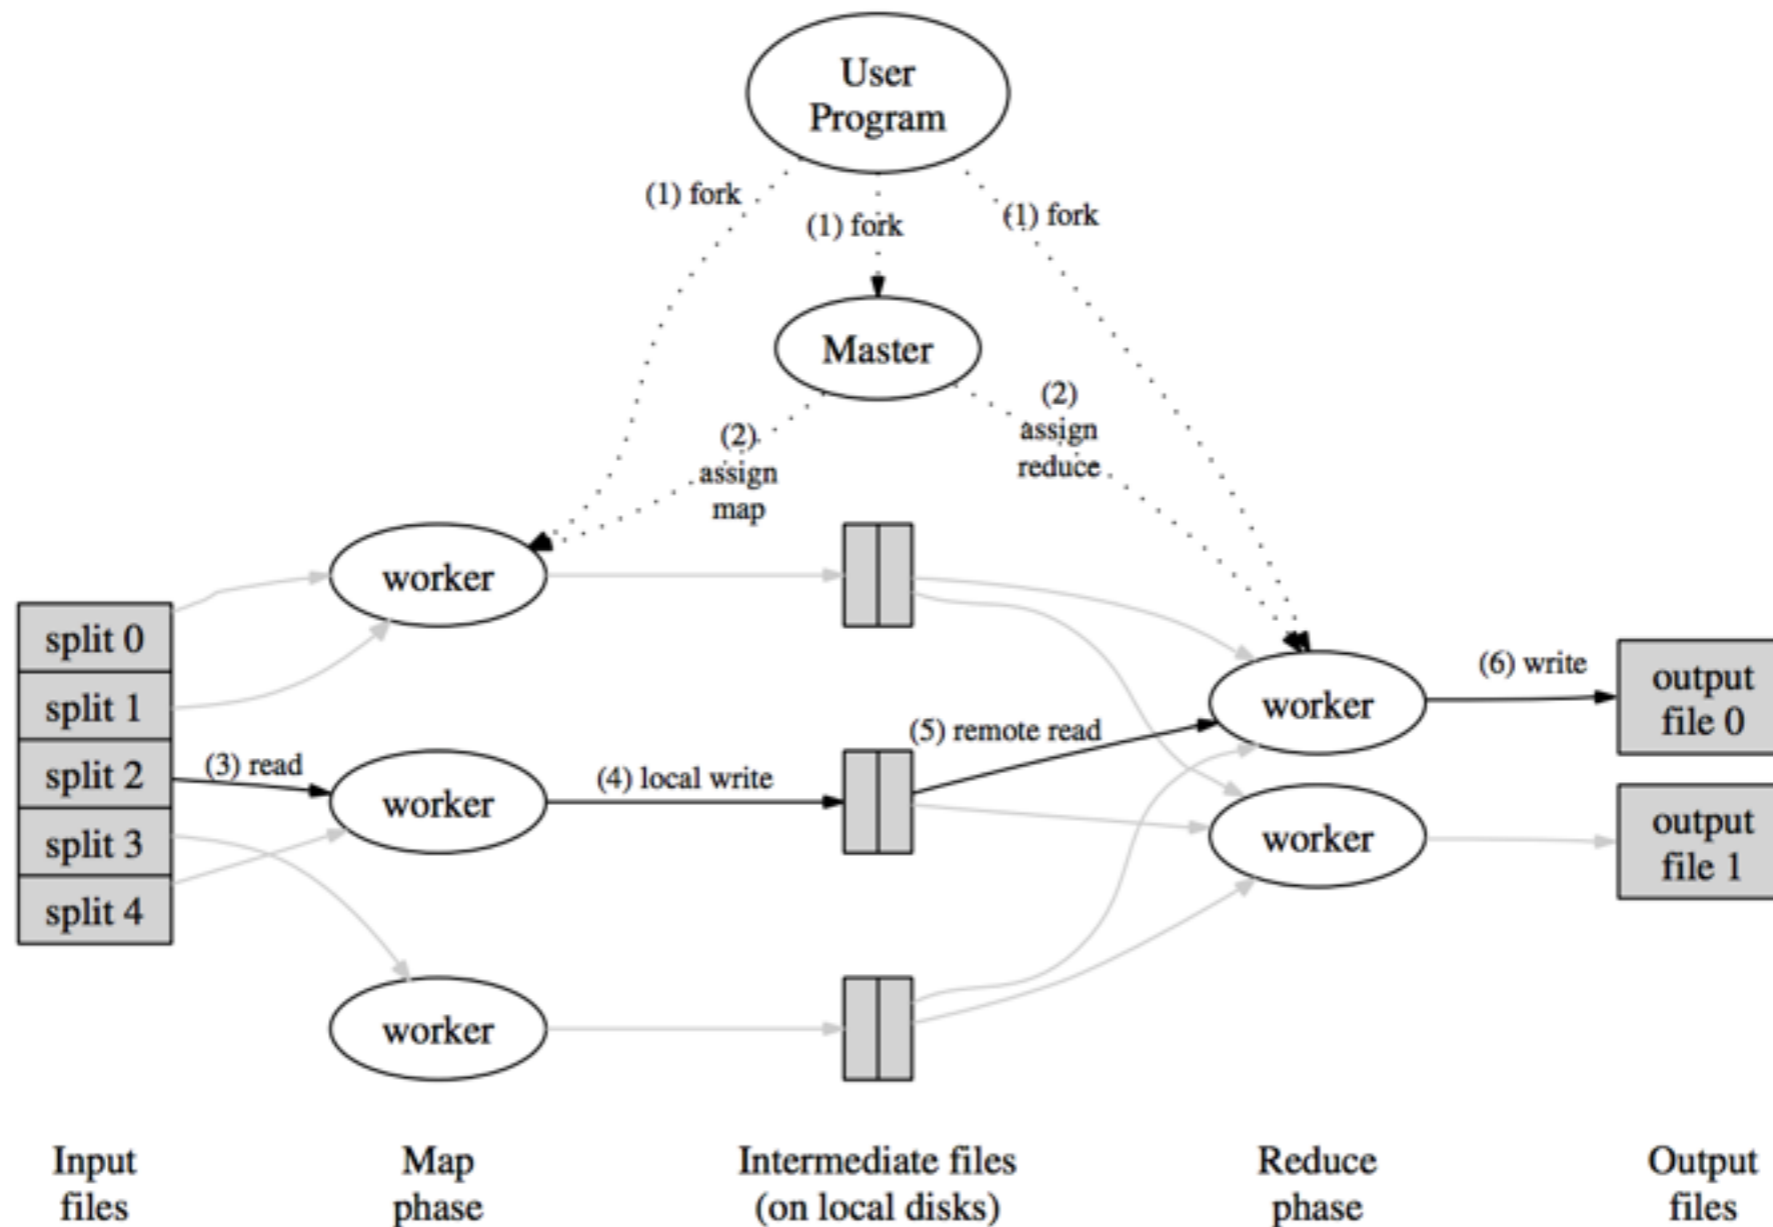 User
Program
(1) fork
(1) fork
(1) fork
Master
(2)
assign
map
(2)
assign
reduce
split 0
split 1
split 2
split 3
split 4
(3) read
worker
worker
worker
(4) local write
(5) remote read
worker
worker
(6) write
output
file 0
output
file 1
Input
files
Map
phase
Intermediate files
(on local disks)
Reduce
phase
Output
files